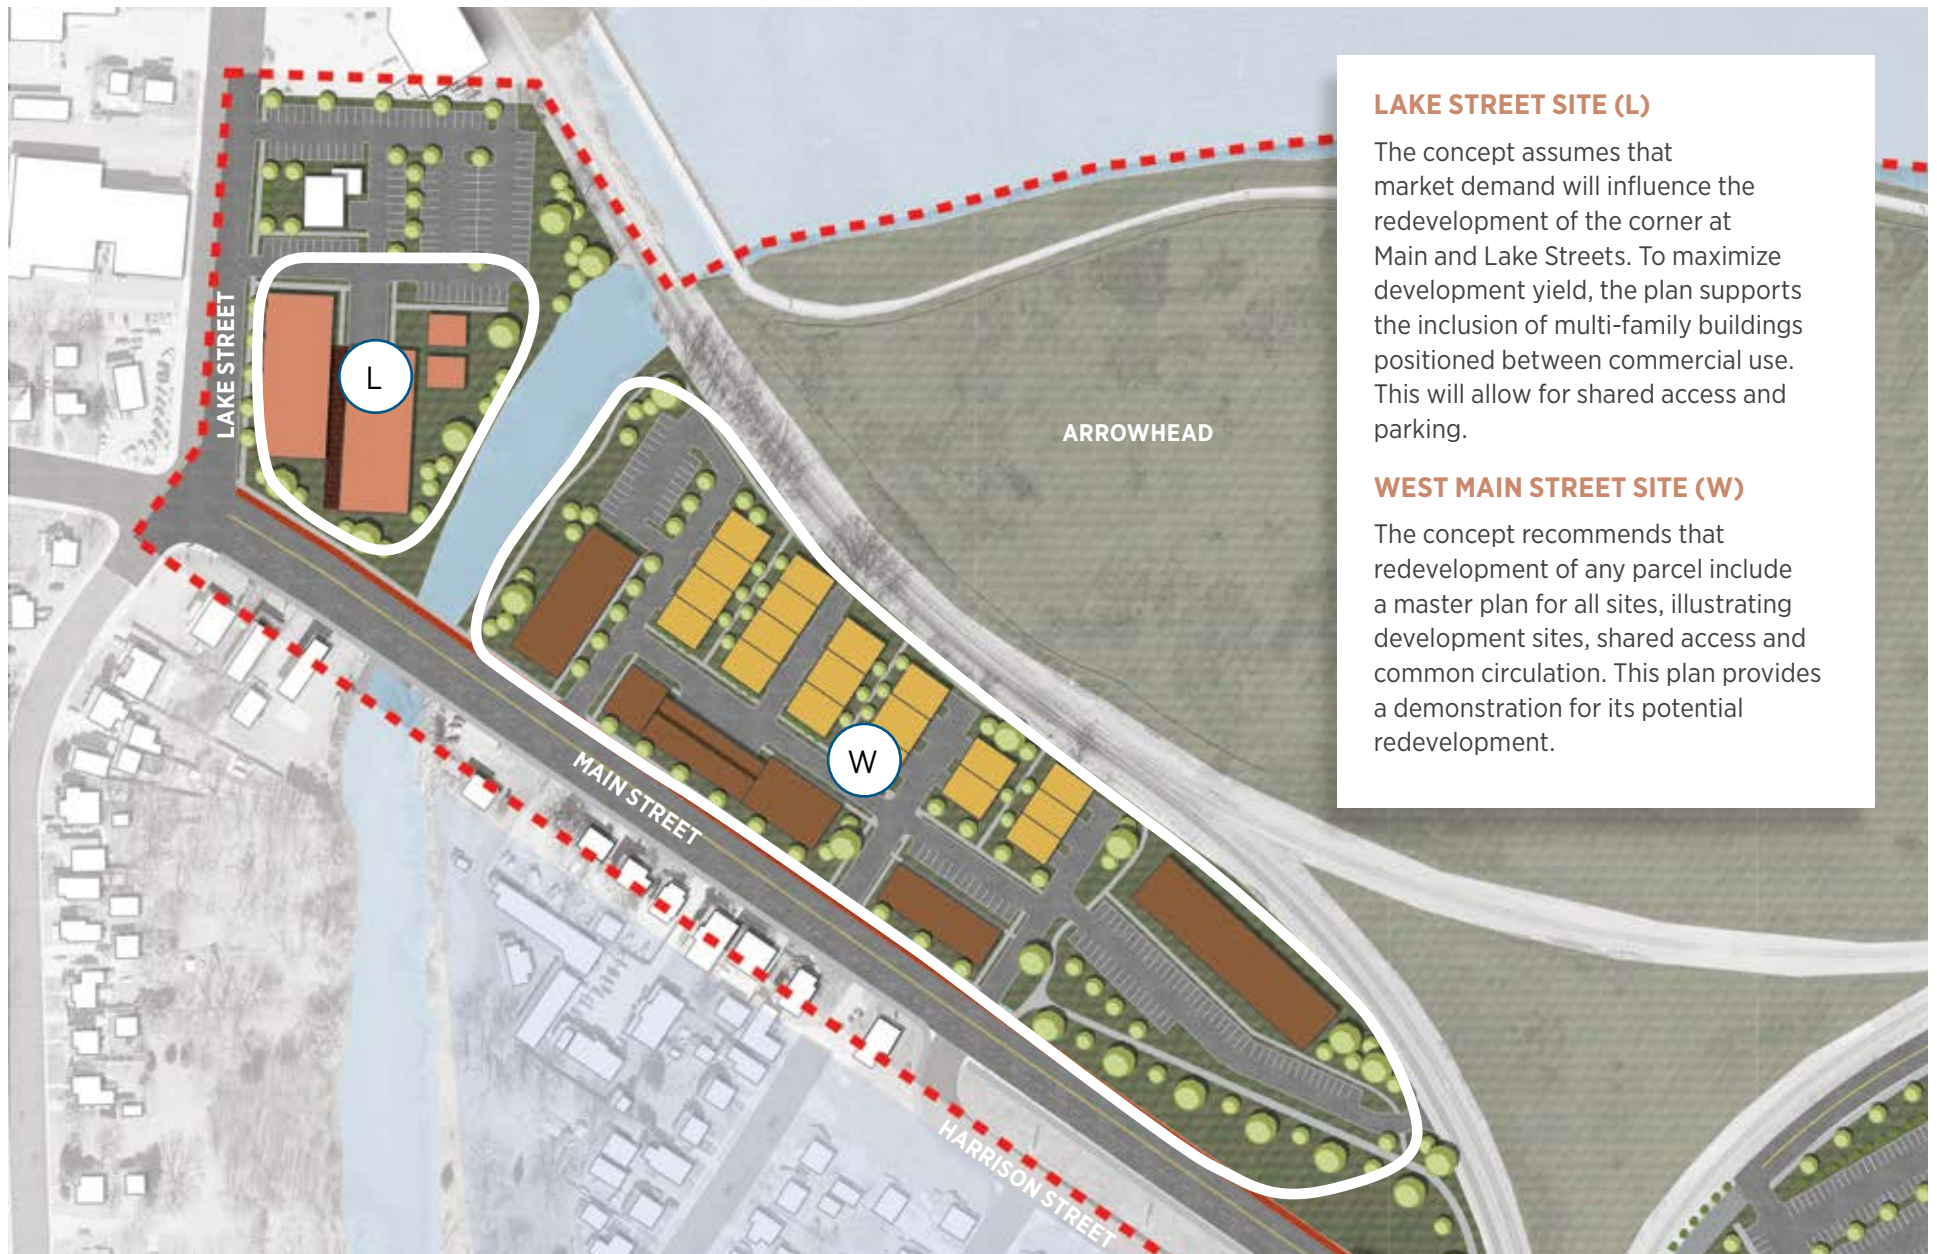 LAKE STREET SITE (L)
The concept assumes that
market demand will influence the
redevelopment of the corner at
Main and Lake Streets. To maximize
development yield, the plan supports
the inclusion of multi-family buildings
positioned between commercial use.
This will allow for shared access and
parking.
WEST MAIN STREET SITE (W)
The concept recommends that
redevelopment of any parcel include
a master plan for all sites, illustrating
development sites, shared access and
common circulation. This plan provides
a demonstration for its potential
redevelopment.
LAKE STREET
L
ARROWHEAD
W
MAIN STREET
HARRISON STREET